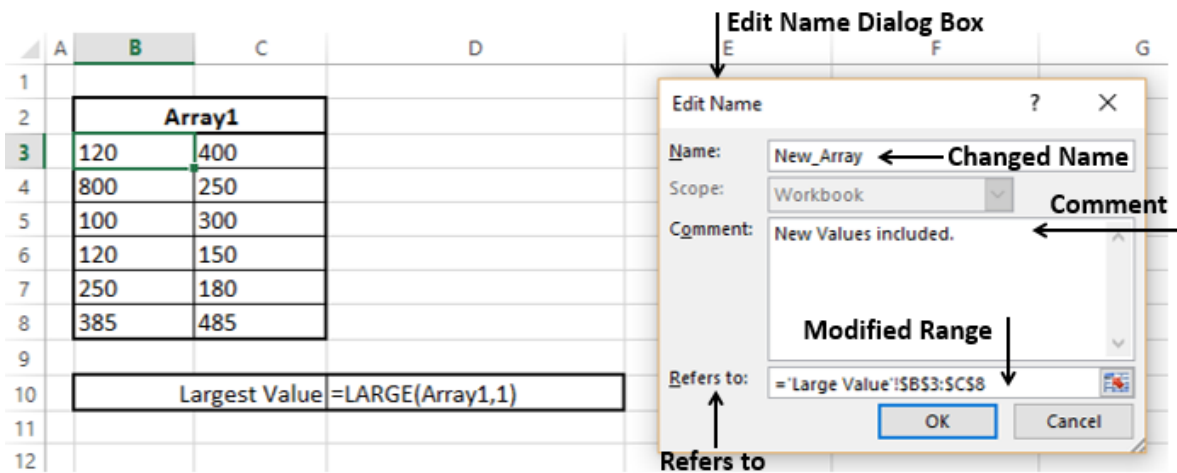 Edit Name Dialog Box
A B C D E F G
1
2 Array1
3 120 400
4 800 250
5 100 300
6 120 150
7 250 180
8 385 485
9
10 Largest Value =LARGE(Array1,1)
11
12
Edit Name ? ×
Name: New_Array Changed Name
Scope: Workbook
Comment
Comment: New Values included.
Modified Range
Refers to: ='Large Value'!$B$3:$C$8
OK Cancel
Refers to